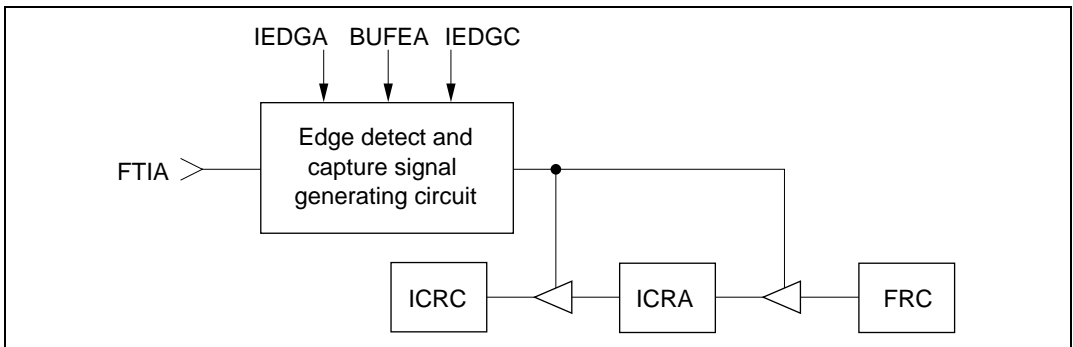 IEDGA BUFEA IEDGC
FTIA
Edge detect and
capture signal
generating circuit
ICRC ICRA FRC